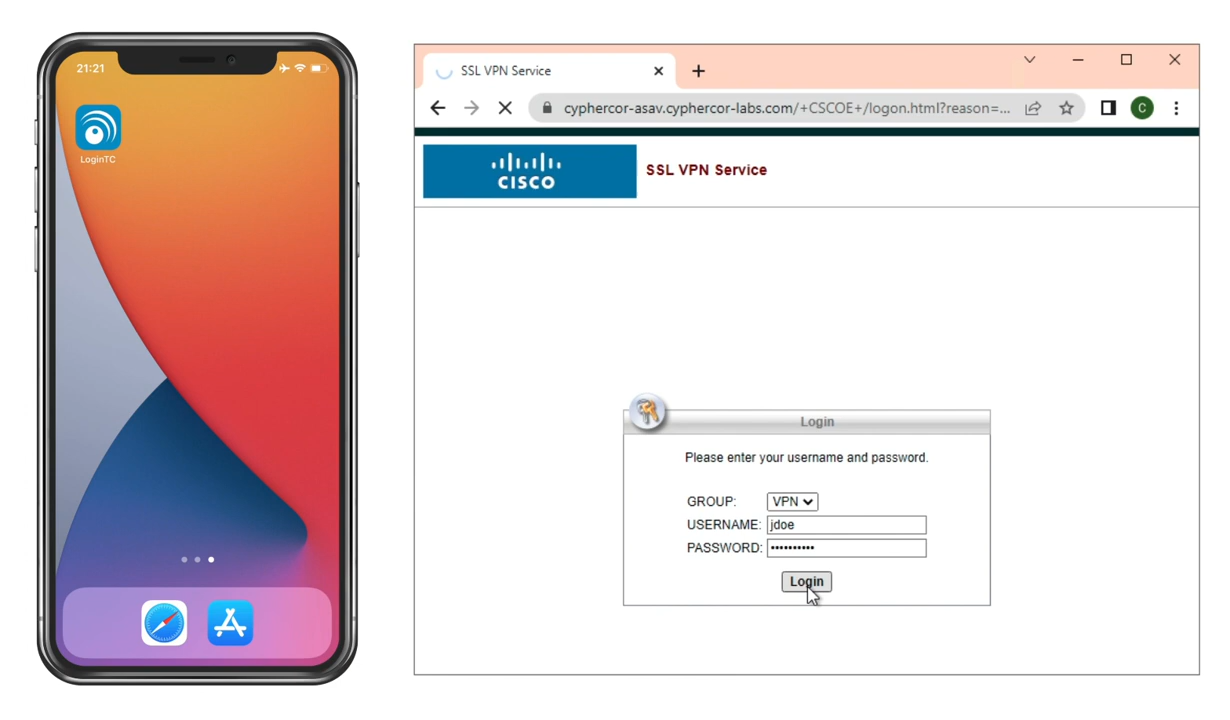 21:21
LoginTC
SSL VPN Service
cyphercor-asav.cyphercor-labs.com/+CSCOE+/logon.html?reason=...
C
CISCO
SSL VPN Service
Login
Please enter your username and password.
GROUP: VPN
USERNAME: jdoe
PASSWORD: ••••••••••
Login